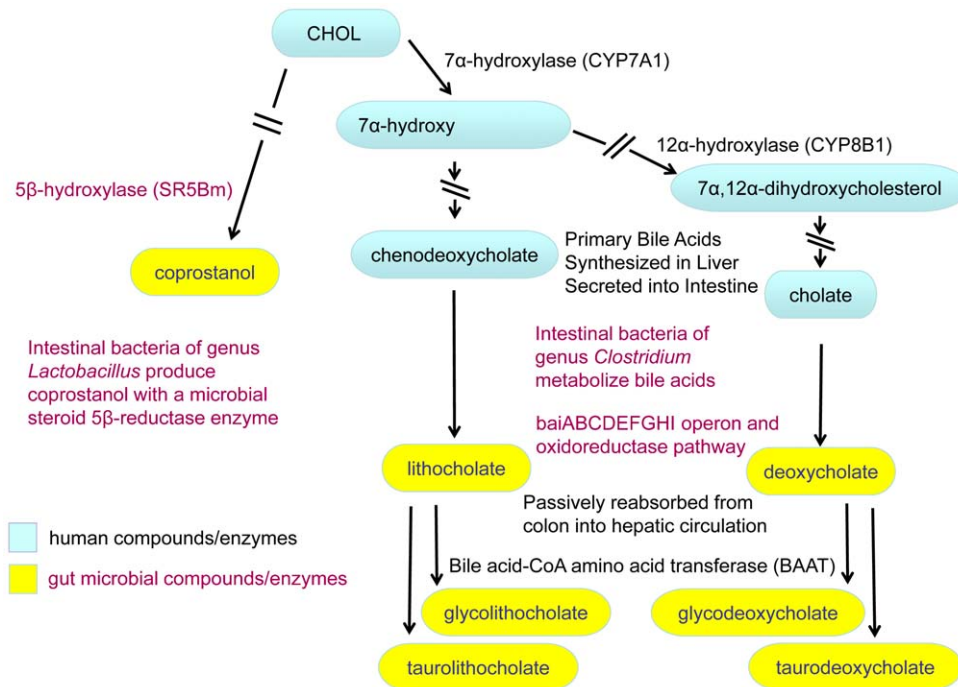 CHOL
7α-hydroxylase (CYP7A1)
7α-hydroxy
12α-hydroxylase (CYP8B1)
5β-hydroxylase (SR5Bm)
7α,12α-dihydroxycholesterol
coprostanol
chenodeoxycholate
Primary Bile Acids
Synthesized in Liver
Secreted into Intestine
cholate
Intestinal bacteria of genus
Lactobacillus produce
coprostanol with a microbial
steroid 5β-reductase enzyme
Intestinal bacteria of
genus Clostridium
metabolize bile acids
baiABCDEFGHI operon and
oxidoreductase pathway
lithocholate
deoxycholate
Passively reabsorbed from
colon into hepatic circulation
human compounds/enzymes
gut microbial compounds/enzymes
Bile acid-CoA amino acid transferase (BAAT)
glycolithocholate
glycodeoxycholate
taurolithocholate
taurodeoxycholate